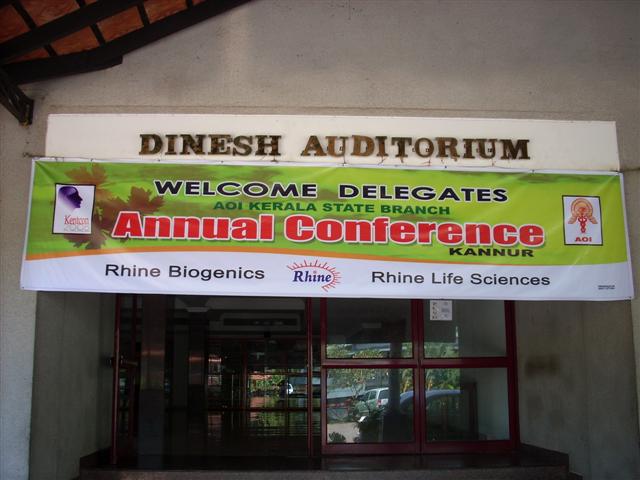 DINESH AUDITORIUM
WELCOME DELEGATES
AOI KERALA STATE BRANCH
Annual Conference
KANNUR
Kentcon
2008
AOI
Rhine Biogenics
Rhine
Rhine Life Sciences